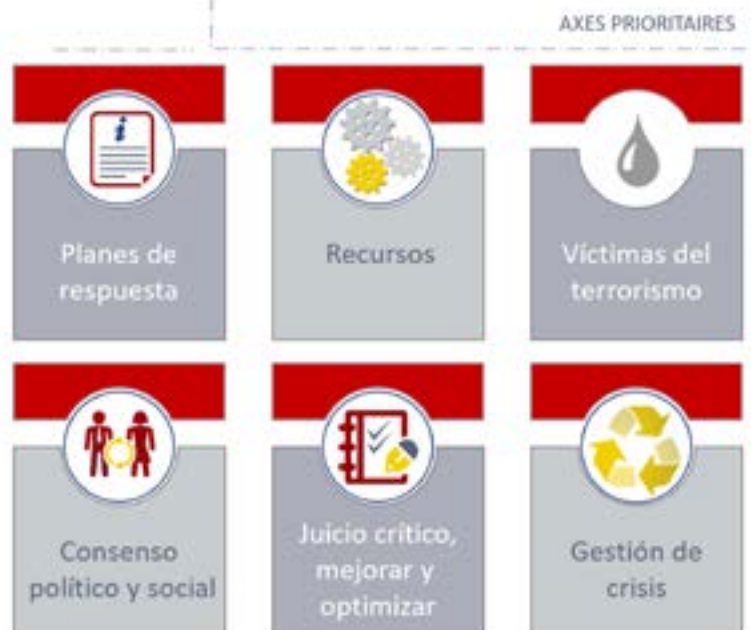 AXES PRIORITAIRES
i
Planes de
respuesta
Recursos
Víctimas del
terrorismo
Consenso
político y social
Juicio crítico,
mejorar y
optimizar
Gestión de
crisis